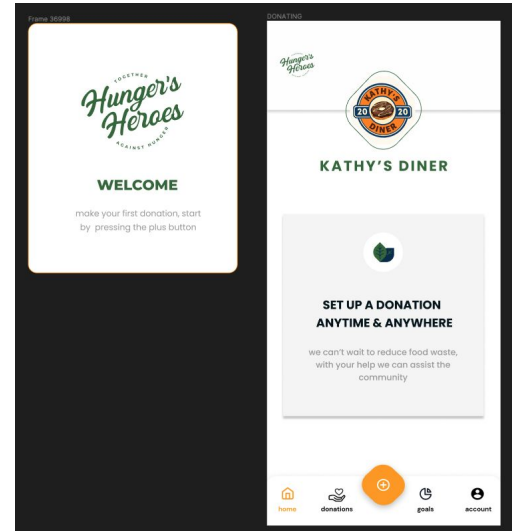 Frame 36998
TOGETHER
Hunger's
Heroes
AGAINST HUNGER
WELCOME
make your first donation, start
by pressing the plus button
DONATING
Hunger's
Heroes
KATHY'S
20 20
DINER
KATHY'S DINER
SET UP A DONATION
ANYTIME & ANYWHERE
we can't wait to reduce food waste,
with your help we can assist the
community
home
donations
goals
account